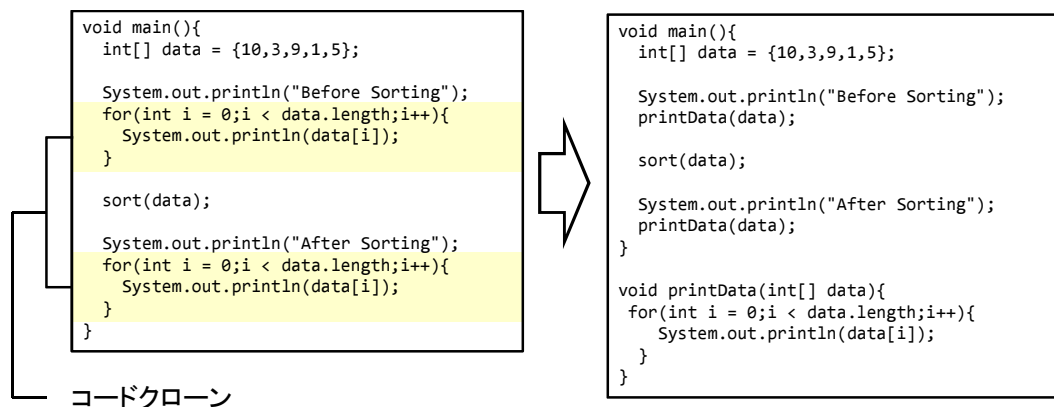 void main(){
int[] data = {10,3,9,1,5};
System.out.println("Before Sorting");
for(int i = 0;i < data.length;i++){
System.out.println(data[i]);
}
sort(data);
System.out.println("After Sorting");
for(int i = 0;i < data.length;i++){
System.out.println(data[i]);
}
}
コードクローン
void main(){
int[] data = {10,3,9,1,5};
System.out.println("Before Sorting");
printData(data);
sort(data);
System.out.println("After Sorting");
printData(data);
}
void printData(int[] data){
for(int i = 0;i < data.length;i++){
System.out.println(data[i]);
}
}